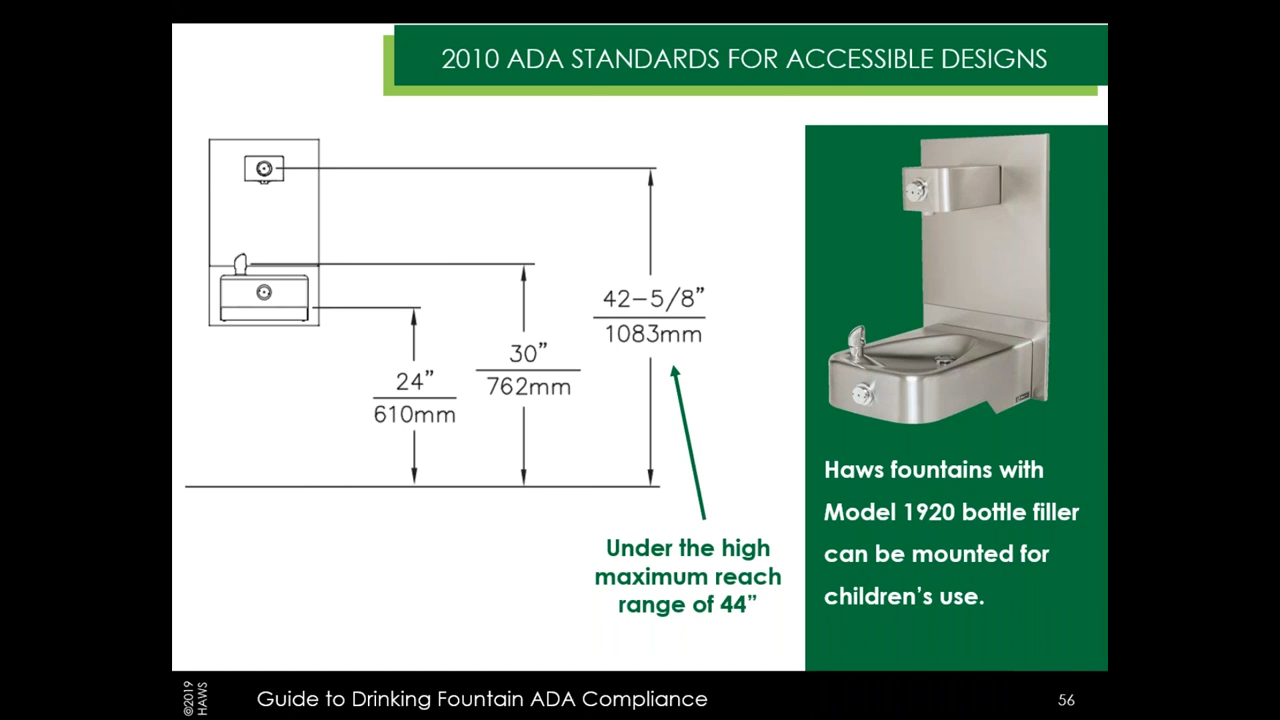 2010 ADA STANDARDS FOR ACCESSIBLE DESIGNS
42-5/8”
1083mm
30”
762mm
24”
610mm
Under the high
maximum reach
range of 44”
Haws fountains with
Model 1920 bottle filler
can be mounted for
children’s use.
©2019
HAWS
Guide to Drinking Fountain ADA Compliance
56